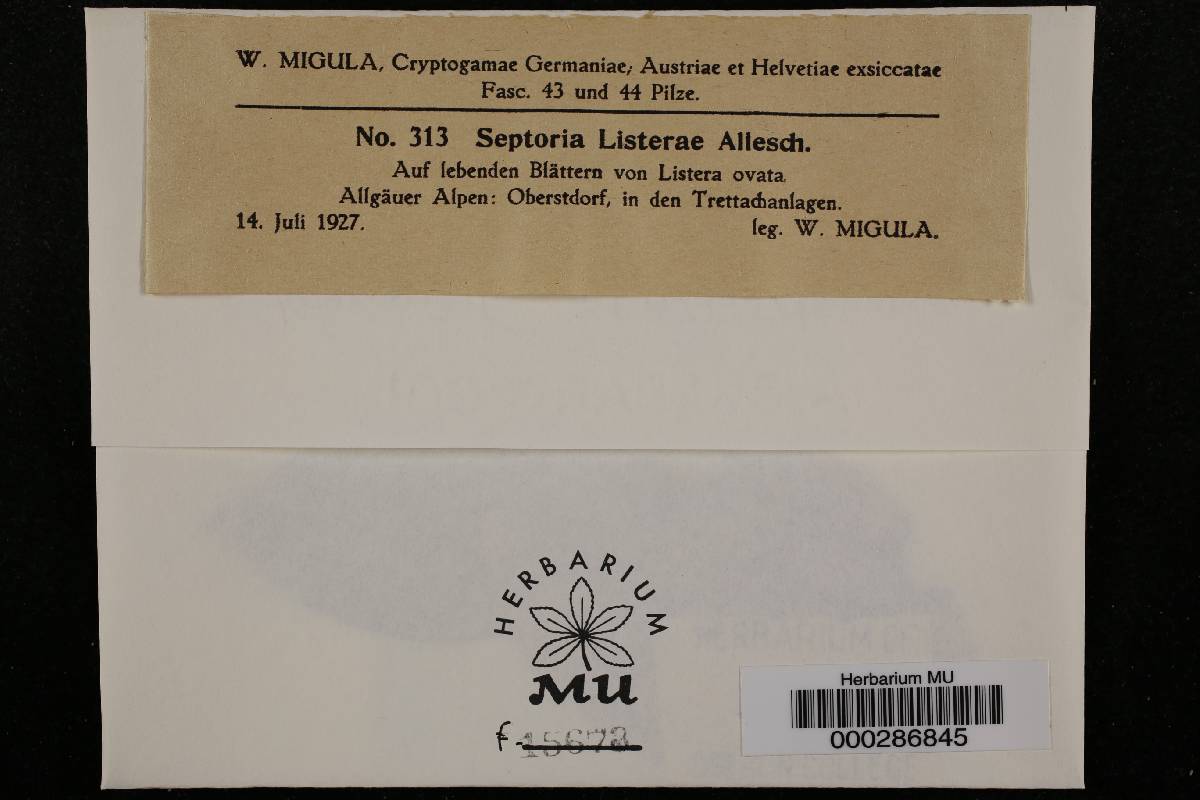 W. MIGULA, Cryptogamae Germaniae, Austriae et Helvetiae exsiccatae
Fasc. 43 und 44 Pilze.
No. 313 Septoria Listerae Allesch.
Auf lebenden Blättern von Listera ovata
Allgäuer Alpen: Oberstdorf, in den Trettachanlagen.
14. Juli 1927. leg. W. MIGULA.
HERBARIUM
MU
f-15673
Herbarium MU
000286845